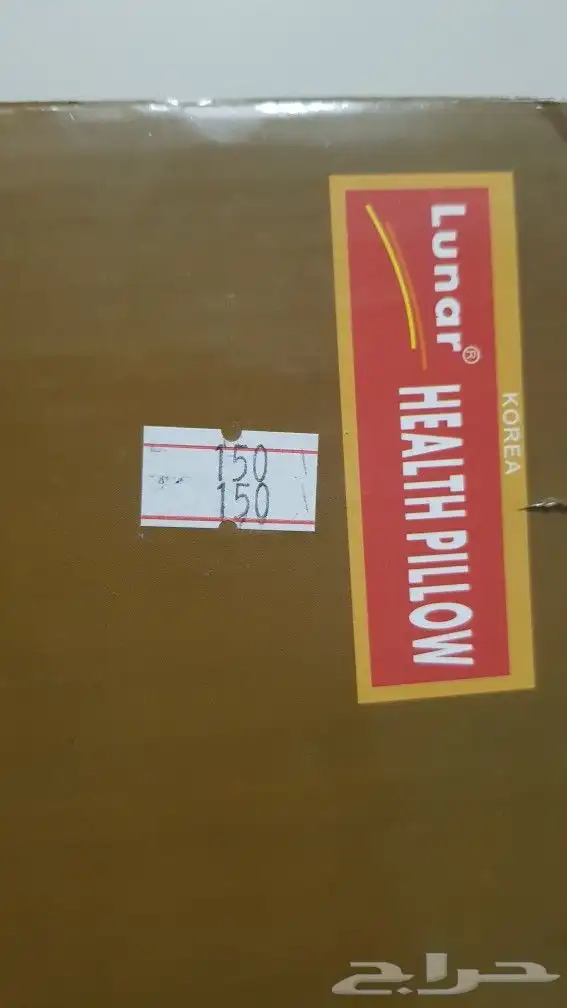 KOREA
Lunar®
HEALTH PILLOW
150
150
حراج